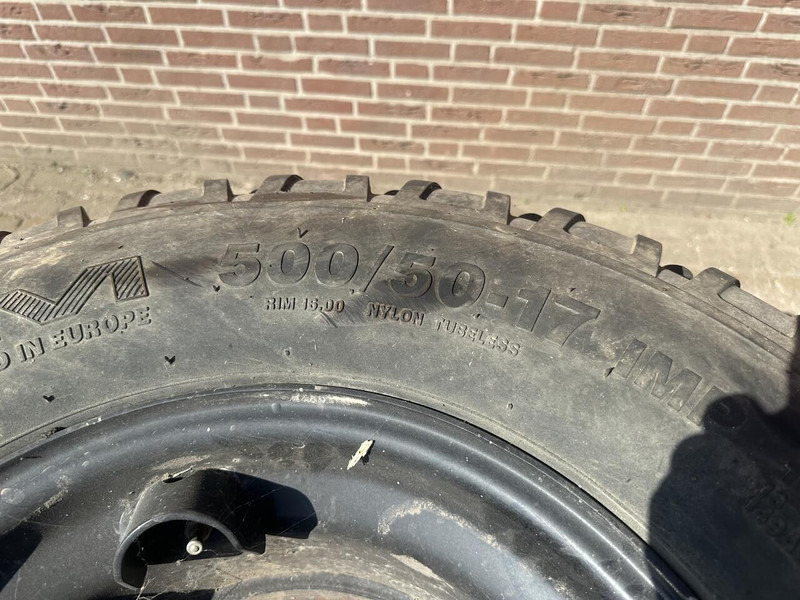 500/50-17 IMP
RIM 16.00 NYLON TUBELESS
IN EUROPE